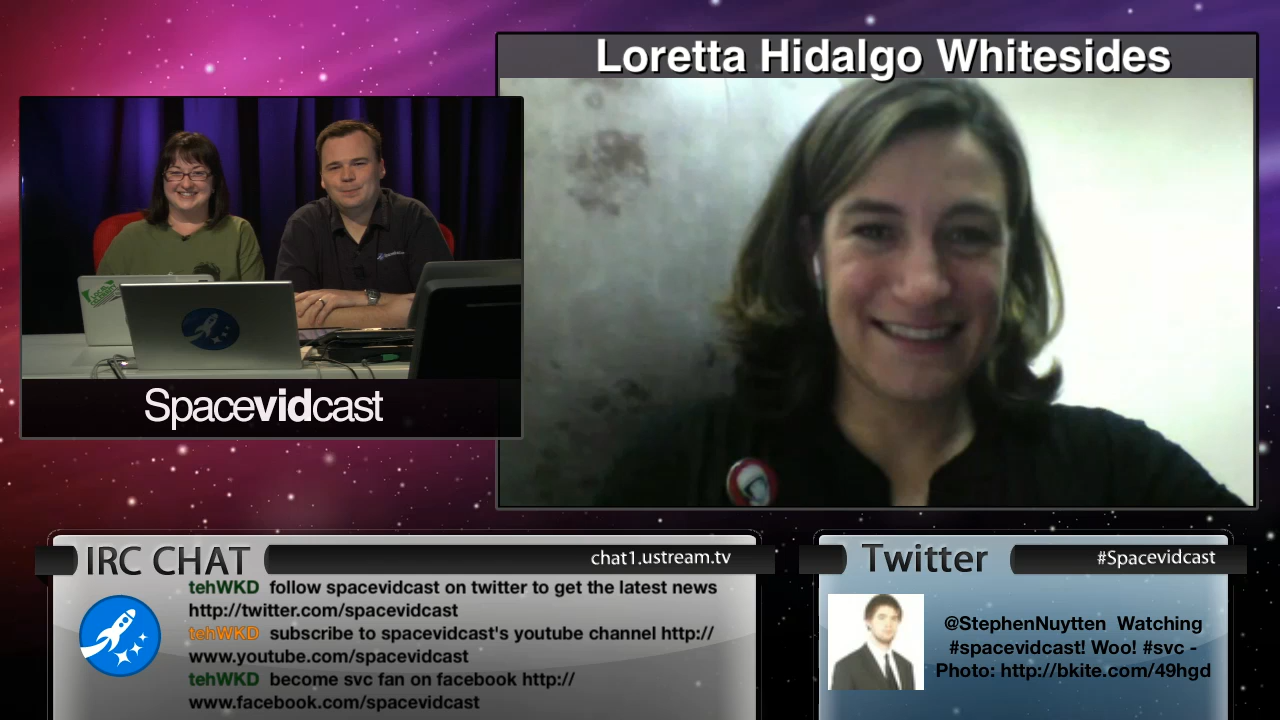 Loretta Hidalgo Whitesides
Spacevidcast
IRC CHAT
chat1.ustream.tv
tehWKD follow spacevidcast on twitter to get the latest news
http://twitter.com/spacevidcast
tehWKD subscribe to spacevidcast's youtube channel http://
www.youtube.com/spacevidcast
tehWKD become svc fan on facebook http://
www.facebook.com/spacevidcast
Twitter
#Spacevidcast
@StephenNuytten Watching
#spacevidcast! Woo! #svc -
Photo: http://bkite.com/49hgd